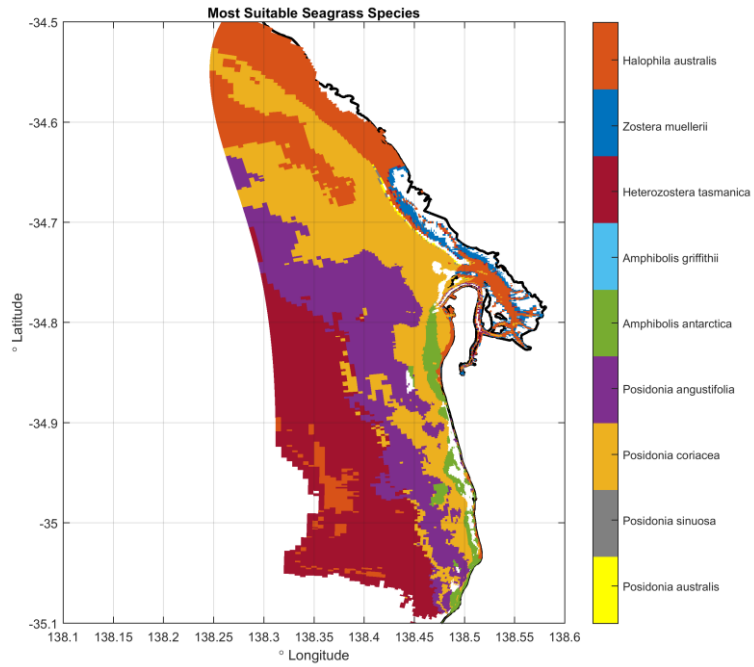 Most Suitable Seagrass Species
-34.5
-34.6
-34.7
-34.8
-34.9
-35
-35.1
° Latitude
138.1 138.15 138.2 138.25 138.3 138.35 138.4 138.45 138.5 138.55 138.6
° Longitude
Halophila australis
Zostera muellerii
Heterozostera tasmanica
Amphibolis griffithii
Amphibolis antarctica
Posidonia angustifolia
Posidonia coriacea
Posidonia sinuosa
Posidonia australis